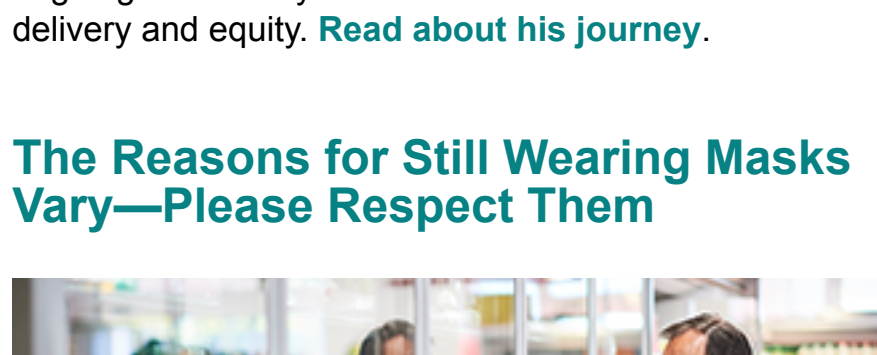 delivery and equity. Read about his journey.
The Reasons for Still Wearing Masks
Vary—Please Respect Them